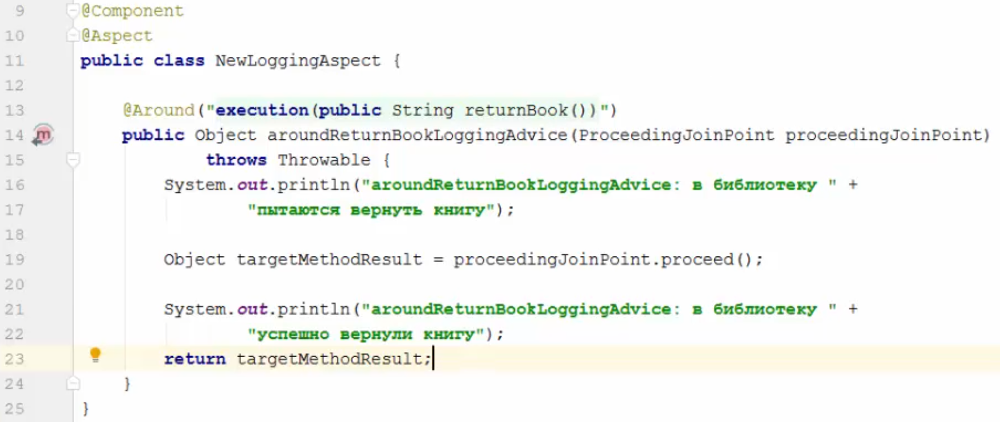 9 @Component
10 @Aspect
11 public class NewLoggingAspect {
12
13 @Around("execution(public String returnBook())")
14 public Object aroundReturnBookLoggingAdvice(ProceedingJoinPoint proceedingJoinPoint)
15 throws Throwable {
16 System.out.println("aroundReturnBookLoggingAdvice: в библиотеку " +
17 "пытаются вернуть книгу");
18
19 Object targetMethodResult = proceedingJoinPoint.proceed();
20
21 System.out.println("aroundReturnBookLoggingAdvice: в библиотеку " +
22 "успешно вернули книгу");
23 return targetMethodResult;
24 }
25 }